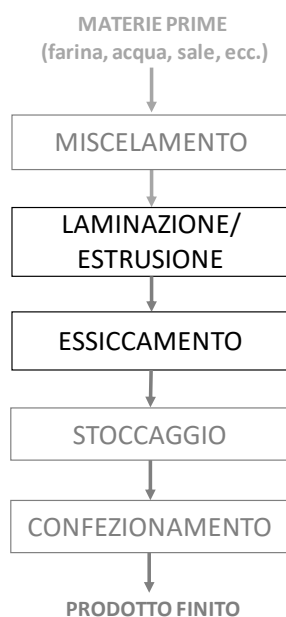 MATERIE PRIME
(farina, acqua, sale, ecc.)
MISCELAMENTO
LAMINAZIONE/
ESTRUSIONE
ESSICCAMENTO
STOCCAGGIO
CONFEZIONAMENTO
PRODOTTO FINITO